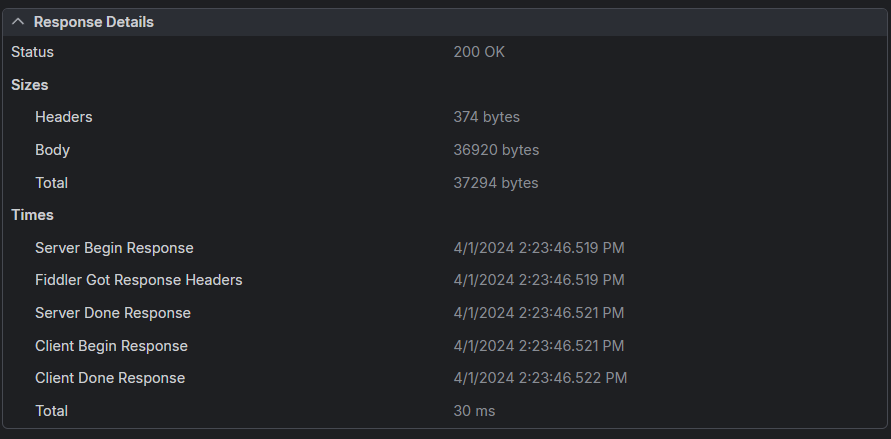 Response Details
Status 200 OK
Sizes
Headers 374 bytes
Body 36920 bytes
Total 37294 bytes
Times
Server Begin Response 4/1/2024 2:23:46.519 PM
Fiddler Got Response Headers 4/1/2024 2:23:46.519 PM
Server Done Response 4/1/2024 2:23:46.521 PM
Client Begin Response 4/1/2024 2:23:46.521 PM
Client Done Response 4/1/2024 2:23:46.522 PM
Total 30 ms